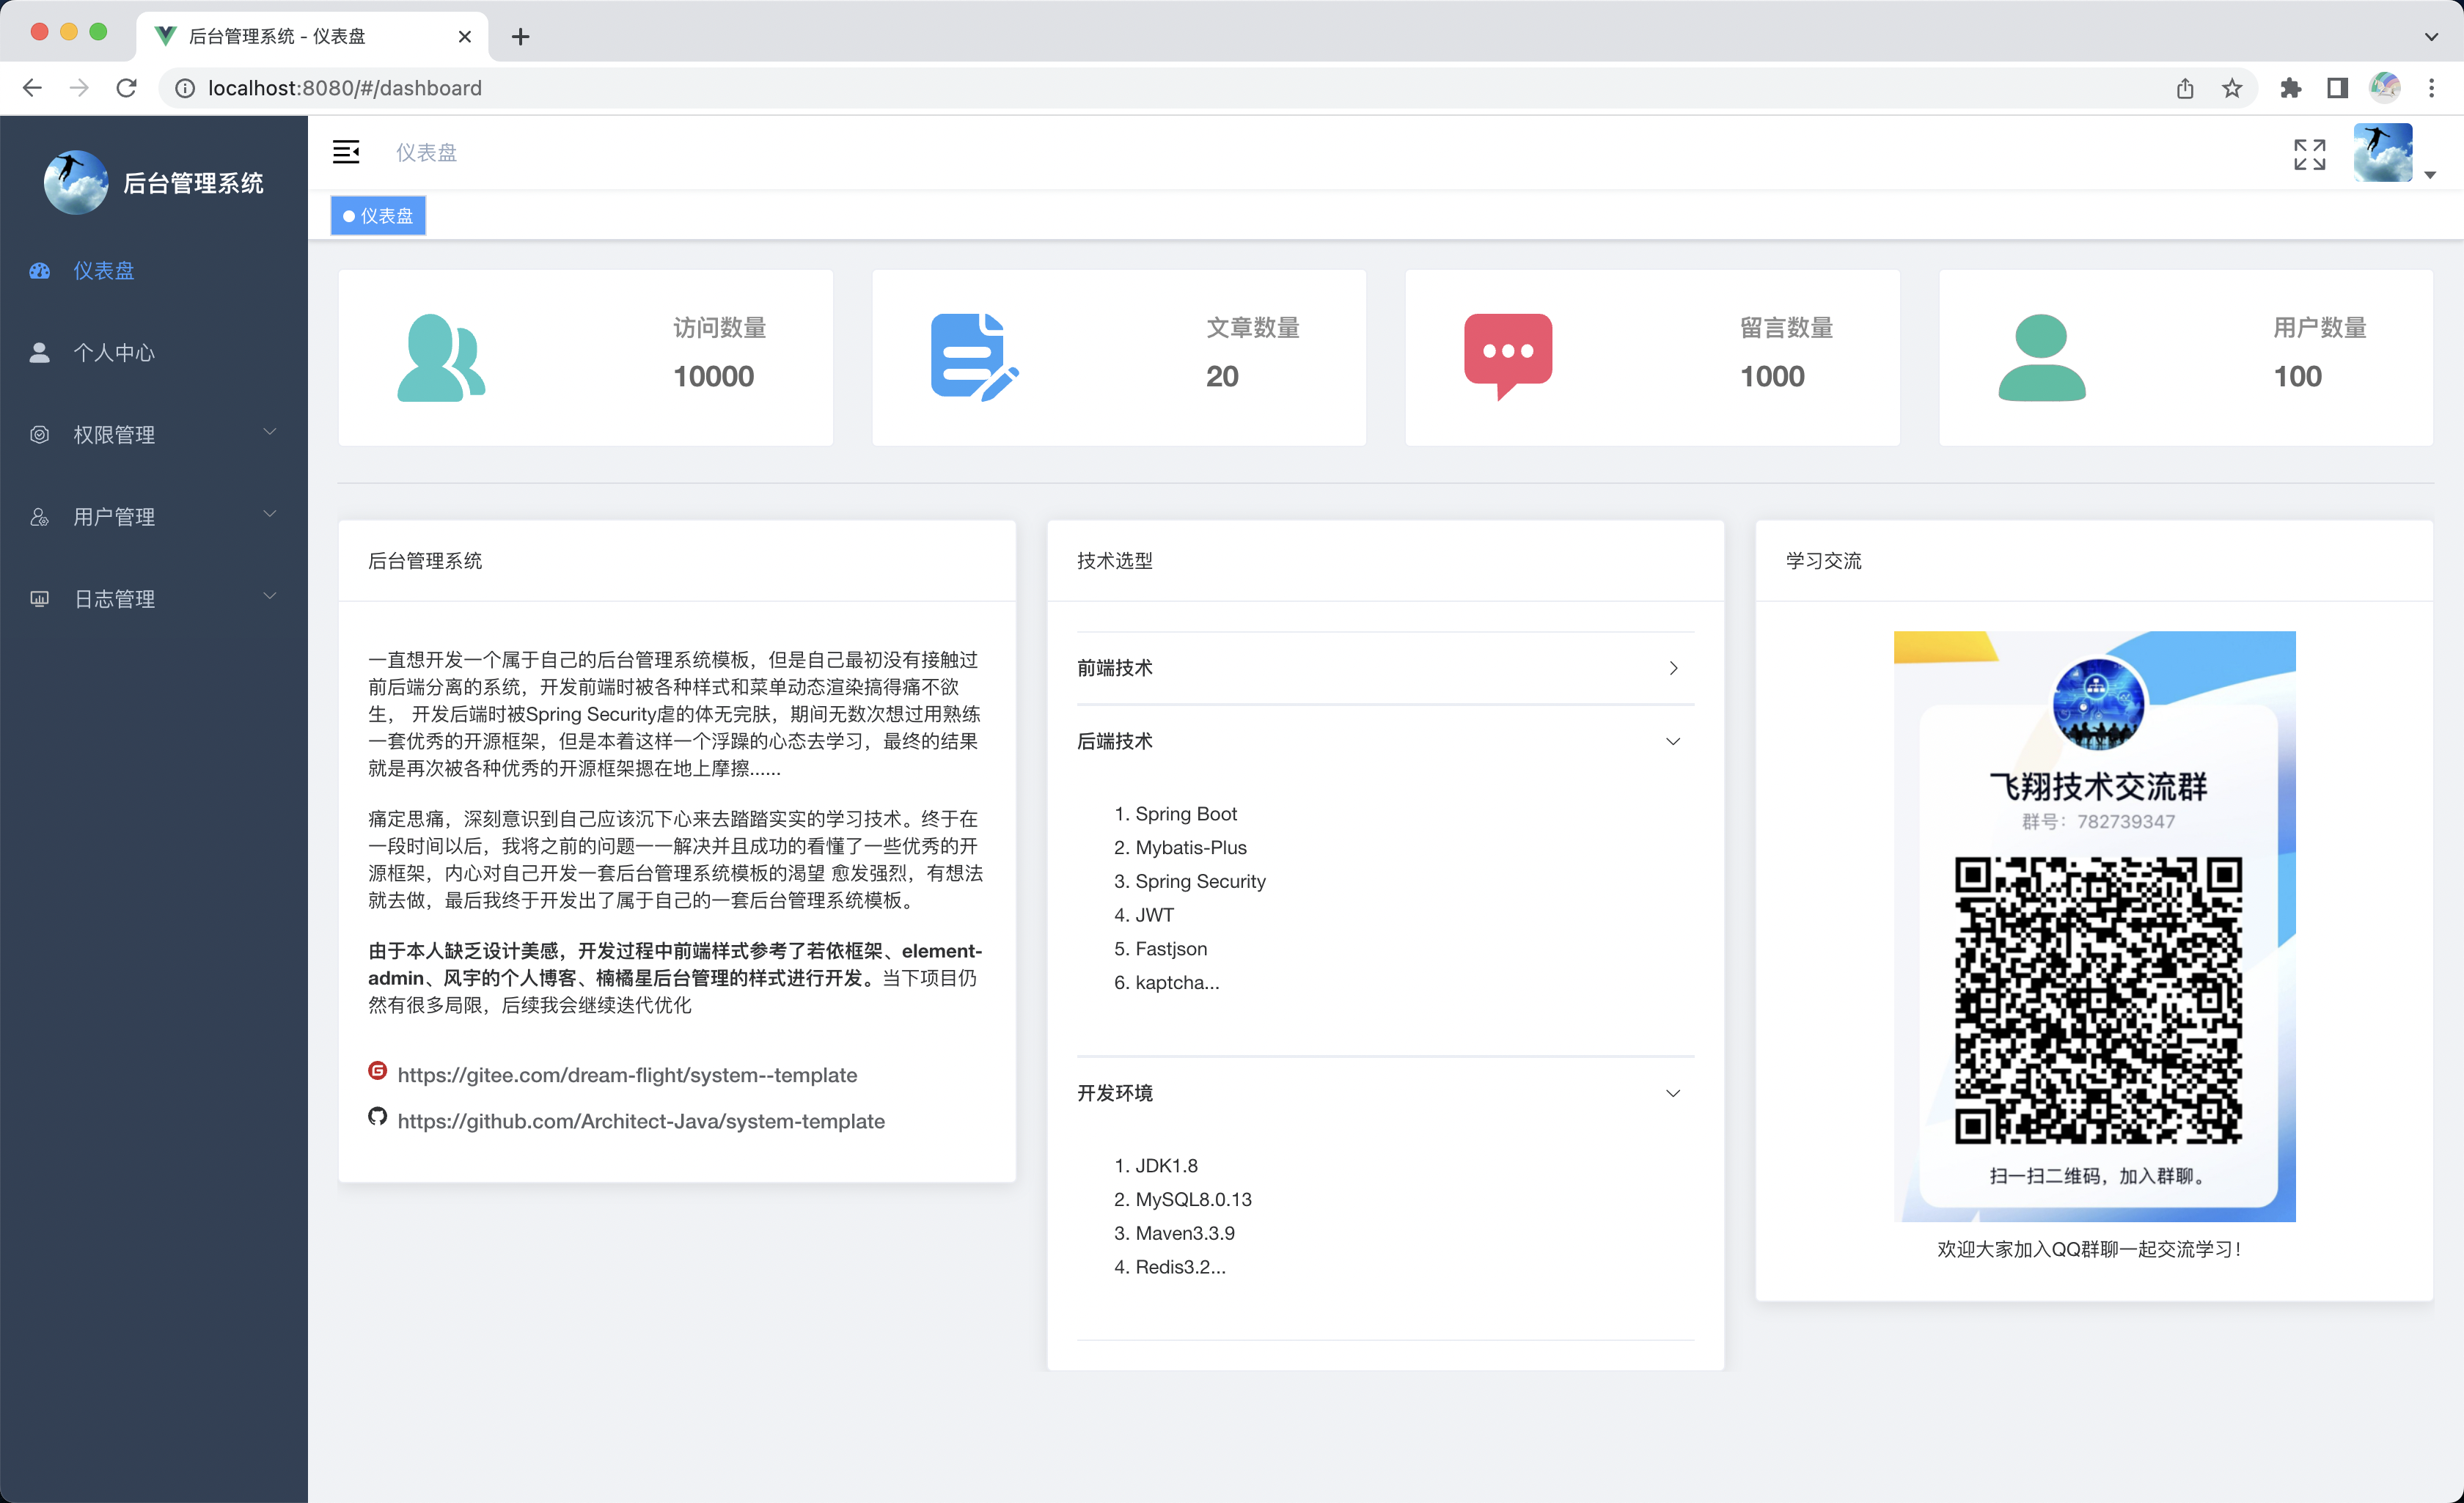 后台管理系统 - 仪表盘
localhost:8080/#/dashboard
后台管理系统
仪表盘
个人中心
权限管理
用户管理
日志管理
仪表盘
仪表盘
访问数量
10000
文章数量
20
留言数量
1000
用户数量
100
后台管理系统
一直想开发一个属于自己的后台管理系统模板，但是自己最初没有接触过
前后端分离的系统，开发前端时被各种样式和菜单动态渲染搞得痛不欲
生， 开发后端时被Spring Security虐的体无完肤，期间无数次想过用熟练
一套优秀的开源框架，但是本着这样一个浮躁的心态去学习，最终的结果
就是再次被各种优秀的开源框架摁在地上摩擦......
痛定思痛，深刻意识到自己应该沉下心来去踏踏实实的学习技术。终于在
一段时间以后，我将之前的问题一一解决并且成功的看懂了一些优秀的开
源框架，内心对自己开发一套后台管理系统模板的渴望 愈发强烈，有想法
就去做，最后我终于开发出了属于自己的一套后台管理系统模板。
由于本人缺乏设计美感，开发过程中前端样式参考了若依框架、element-
admin、风宇的个人博客、楠橘星后台管理的样式进行开发。当下项目仍
然有很多局限，后续我会继续迭代优化
https://gitee.com/dream-flight/system--template
https://github.com/Architect-Java/system-template
技术选型
前端技术
后端技术
1. Spring Boot
2. Mybatis-Plus
3. Spring Security
4. JWT
5. Fastjson
6. kaptcha...
开发环境
1. JDK1.8
2. MySQL8.0.13
3. Maven3.3.9
4. Redis3.2...
学习交流
飞翔技术交流群
群号：782739347
扫一扫二维码，加入群聊。
欢迎大家加入QQ群聊一起交流学习！